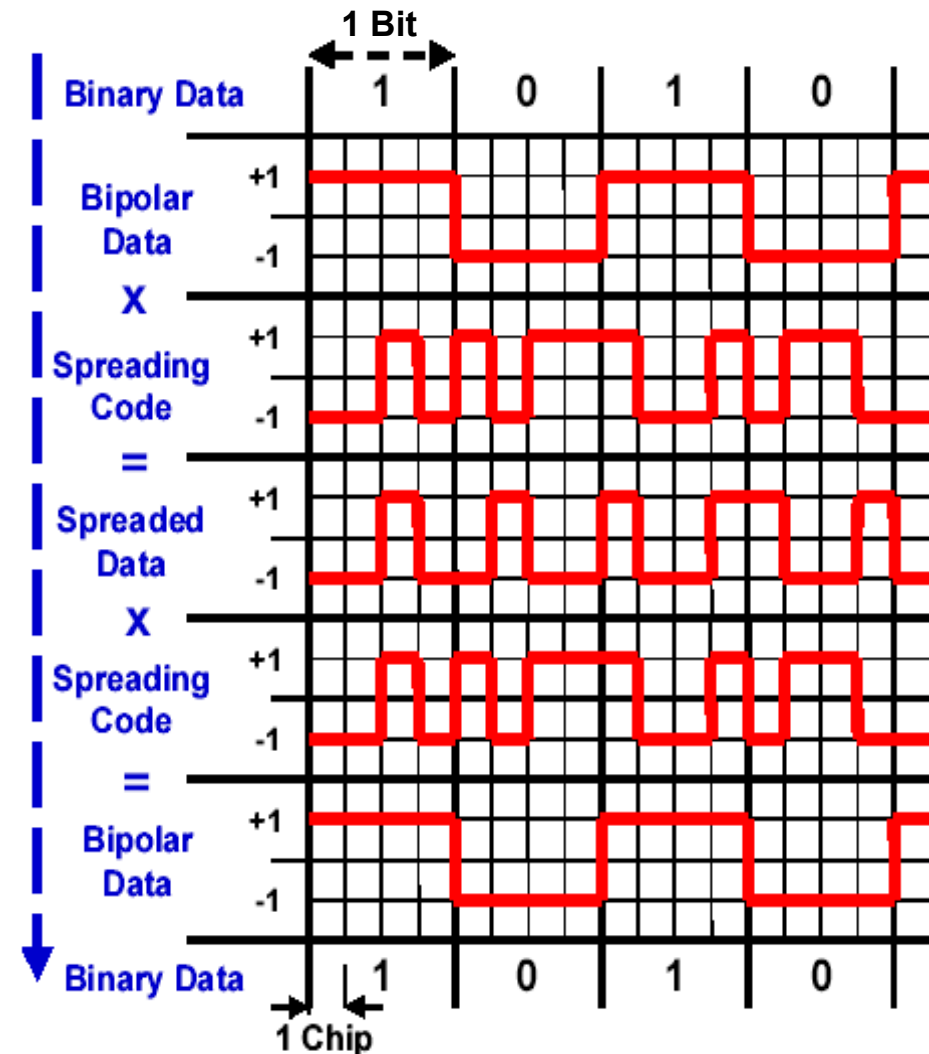 1 Bit
Binary Data 1 0 1 0
+1
Bipolar
Data
-1
X
+1
Spreading
Code
-1
=
+1
Spreaded
Data
-1
X
+1
Spreading
Code
-1
=
+1
Bipolar
Data
-1
Binary Data 1 0 1 0
1 Chip